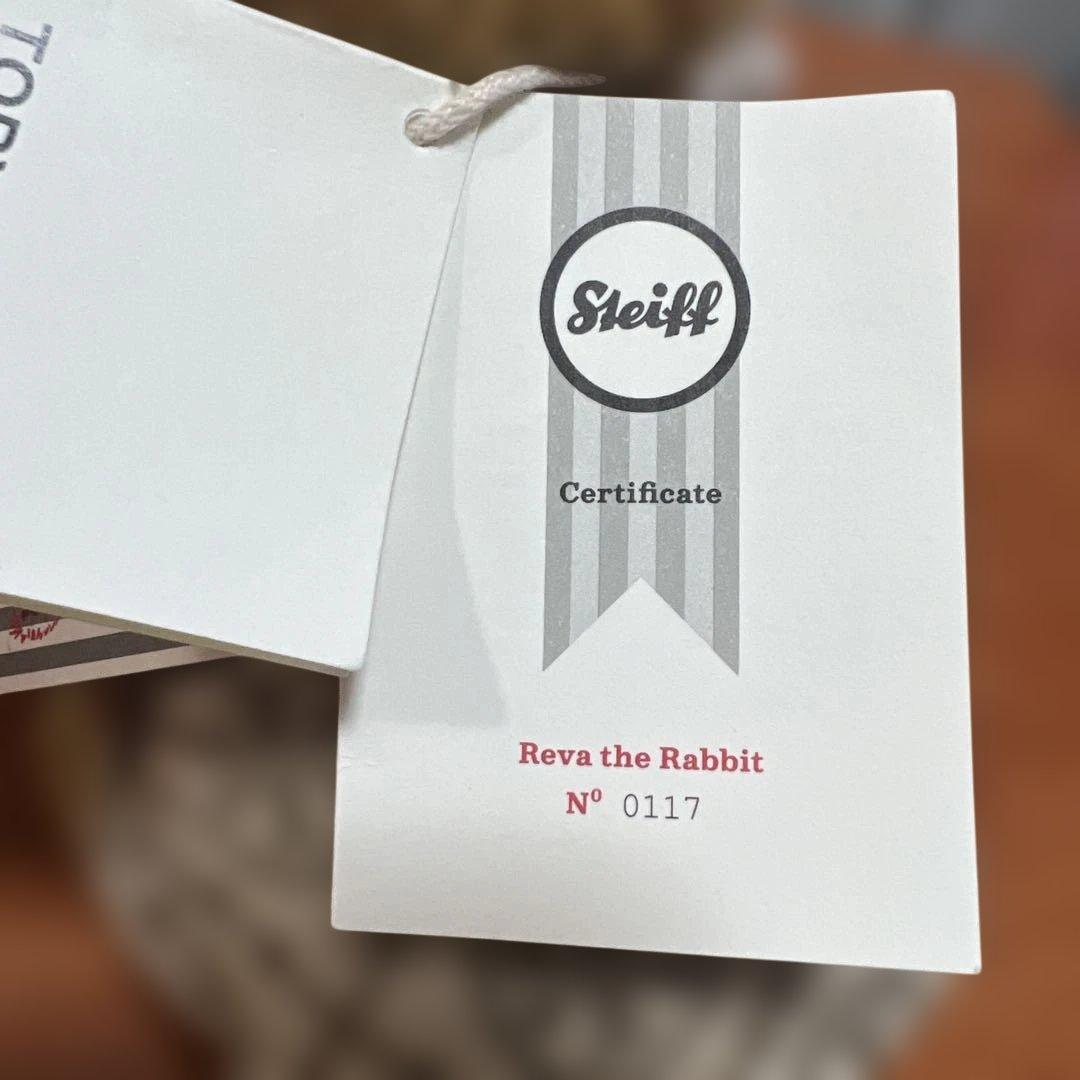 Steiff
Certificate
Reva the Rabbit
Nº 0117